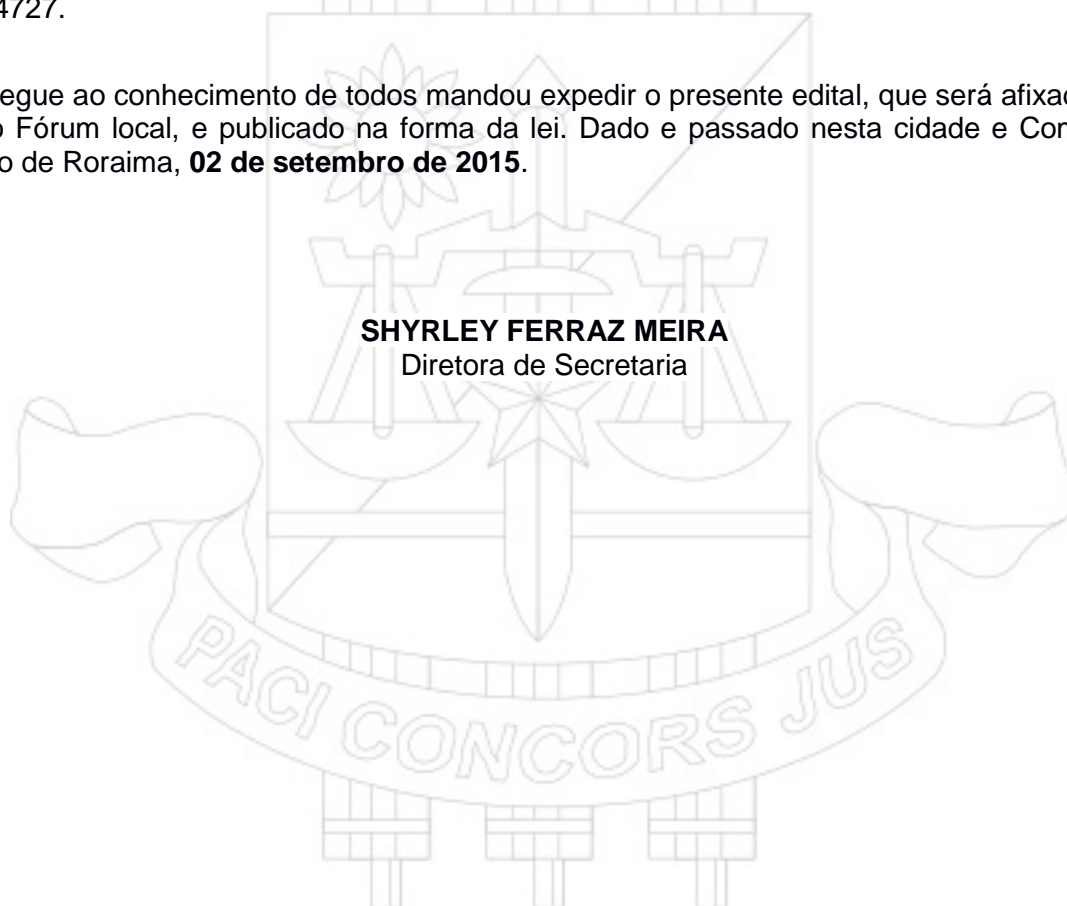 4727.
egue ao conhecimento de todos mandou expedir o presente edital, que será afixad
o Fórum local, e publicado na forma da lei. Dado e passado nesta cidade e Com
o de Roraima, 02 de setembro de 2015.
SHYRLEY FERRAZ MEIRA
Diretora de Secretaria
PACI CONCORS JUS